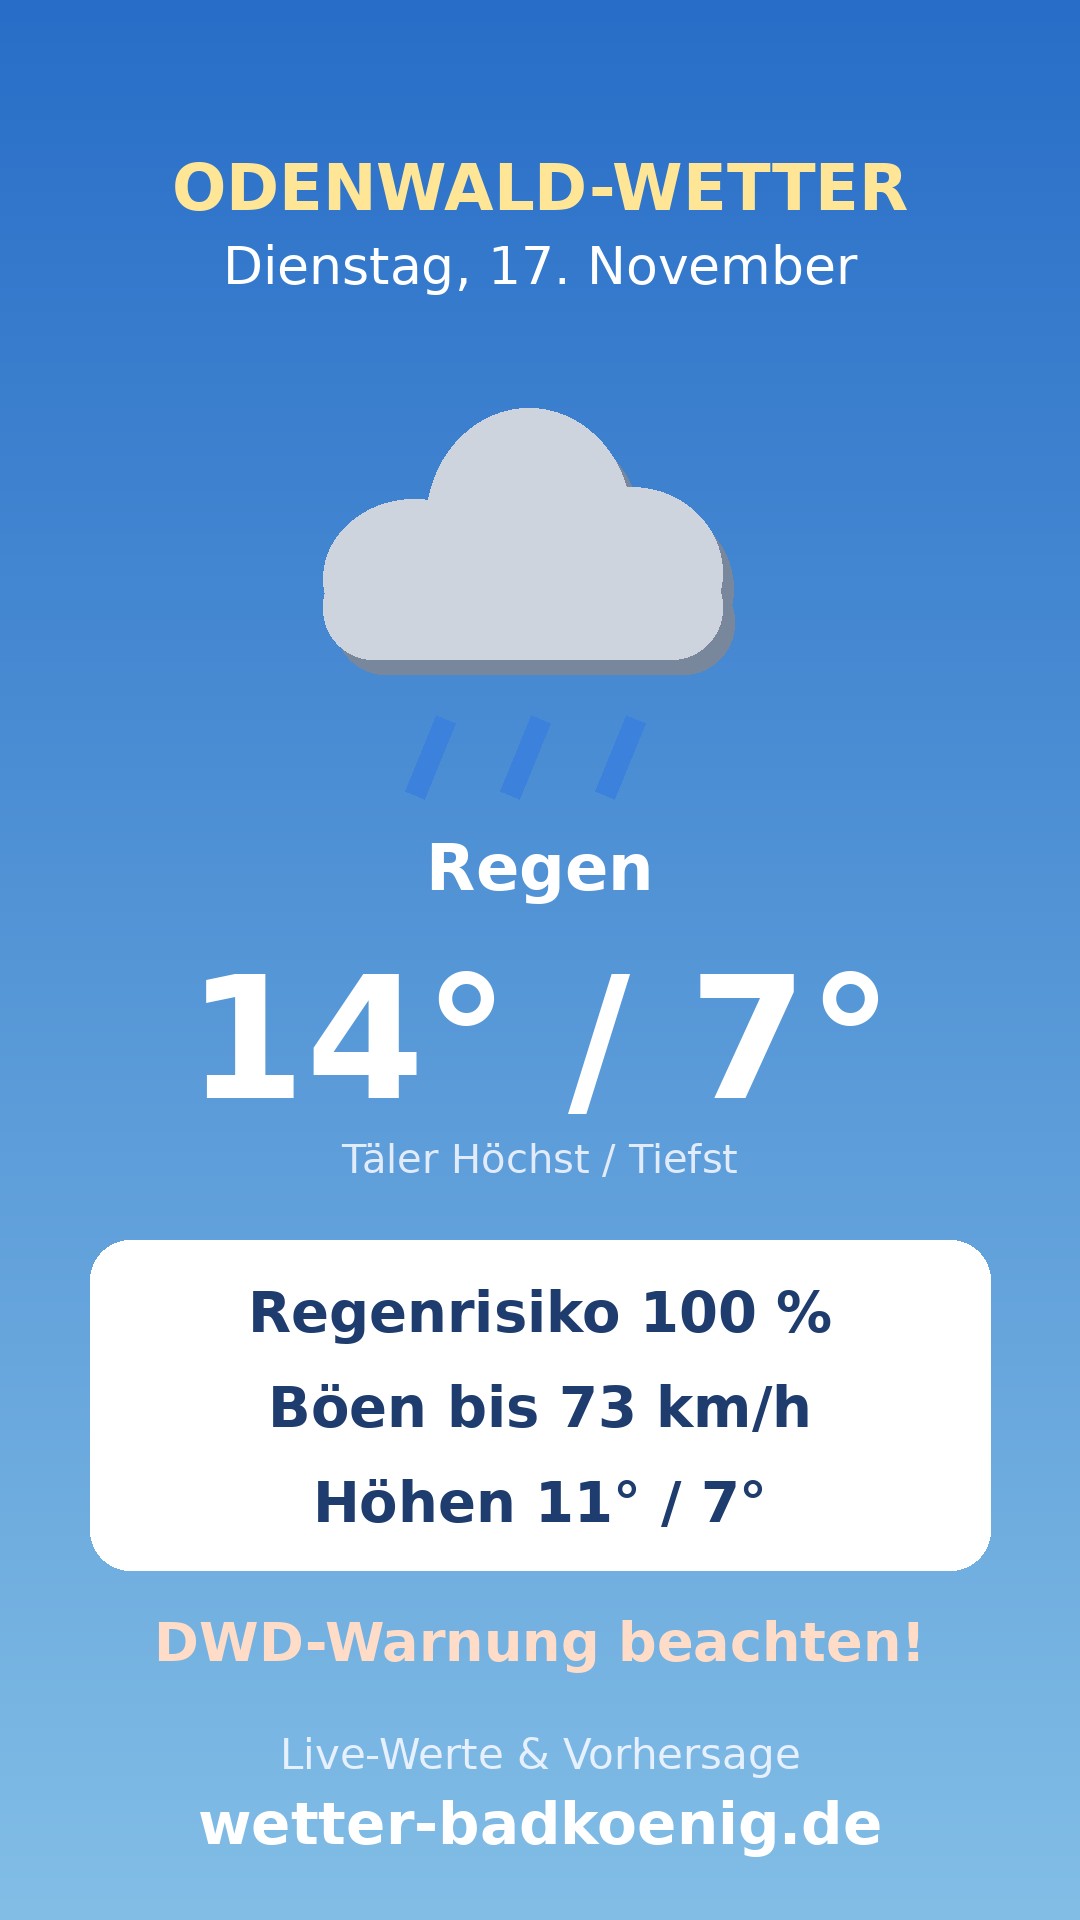 ODENWALD-WETTER
Dienstag, 17. November
Regen
14° / 7°
Täler Höchst / Tiefst
Regenrisiko 100 %
Böen bis 73 km/h
Höhen 11° / 7°
DWD-Warnung beachten!
Live-Werte & Vorhersage
wetter-badkoenig.de